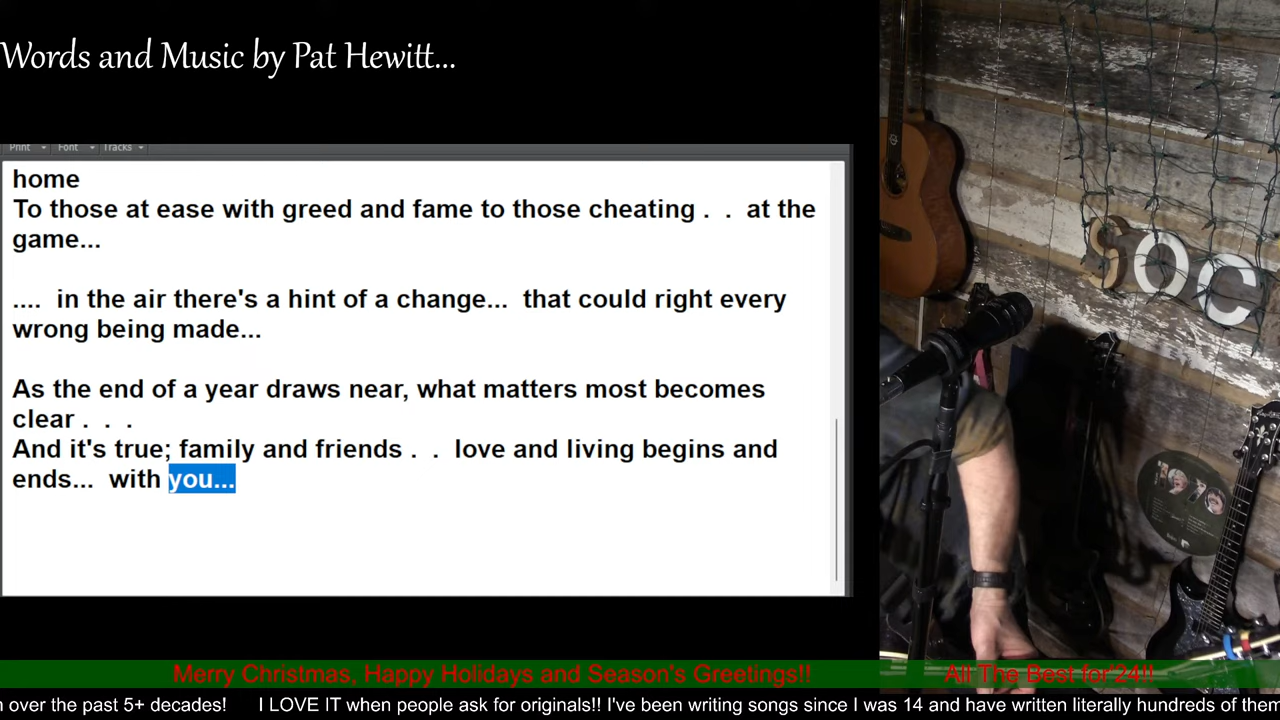 Words and Music by Pat Hewitt...
Print Font Tracks
home
To those at ease with greed and fame to those cheating . . at the
game...
.... in the air there's a hint of a change... that could right every
wrong being made...
As the end of a year draws near, what matters most becomes
clear . . .
And it's true; family and friends . . love and living begins and
ends... with you...
SOC
Merry Christmas, Happy Holidays and Season's Greetings!! All The Best for'24!!
over the past 5+ decades! I LOVE IT when people ask for originals!! I've been writing songs since I was 14 and have written literally hundreds of them